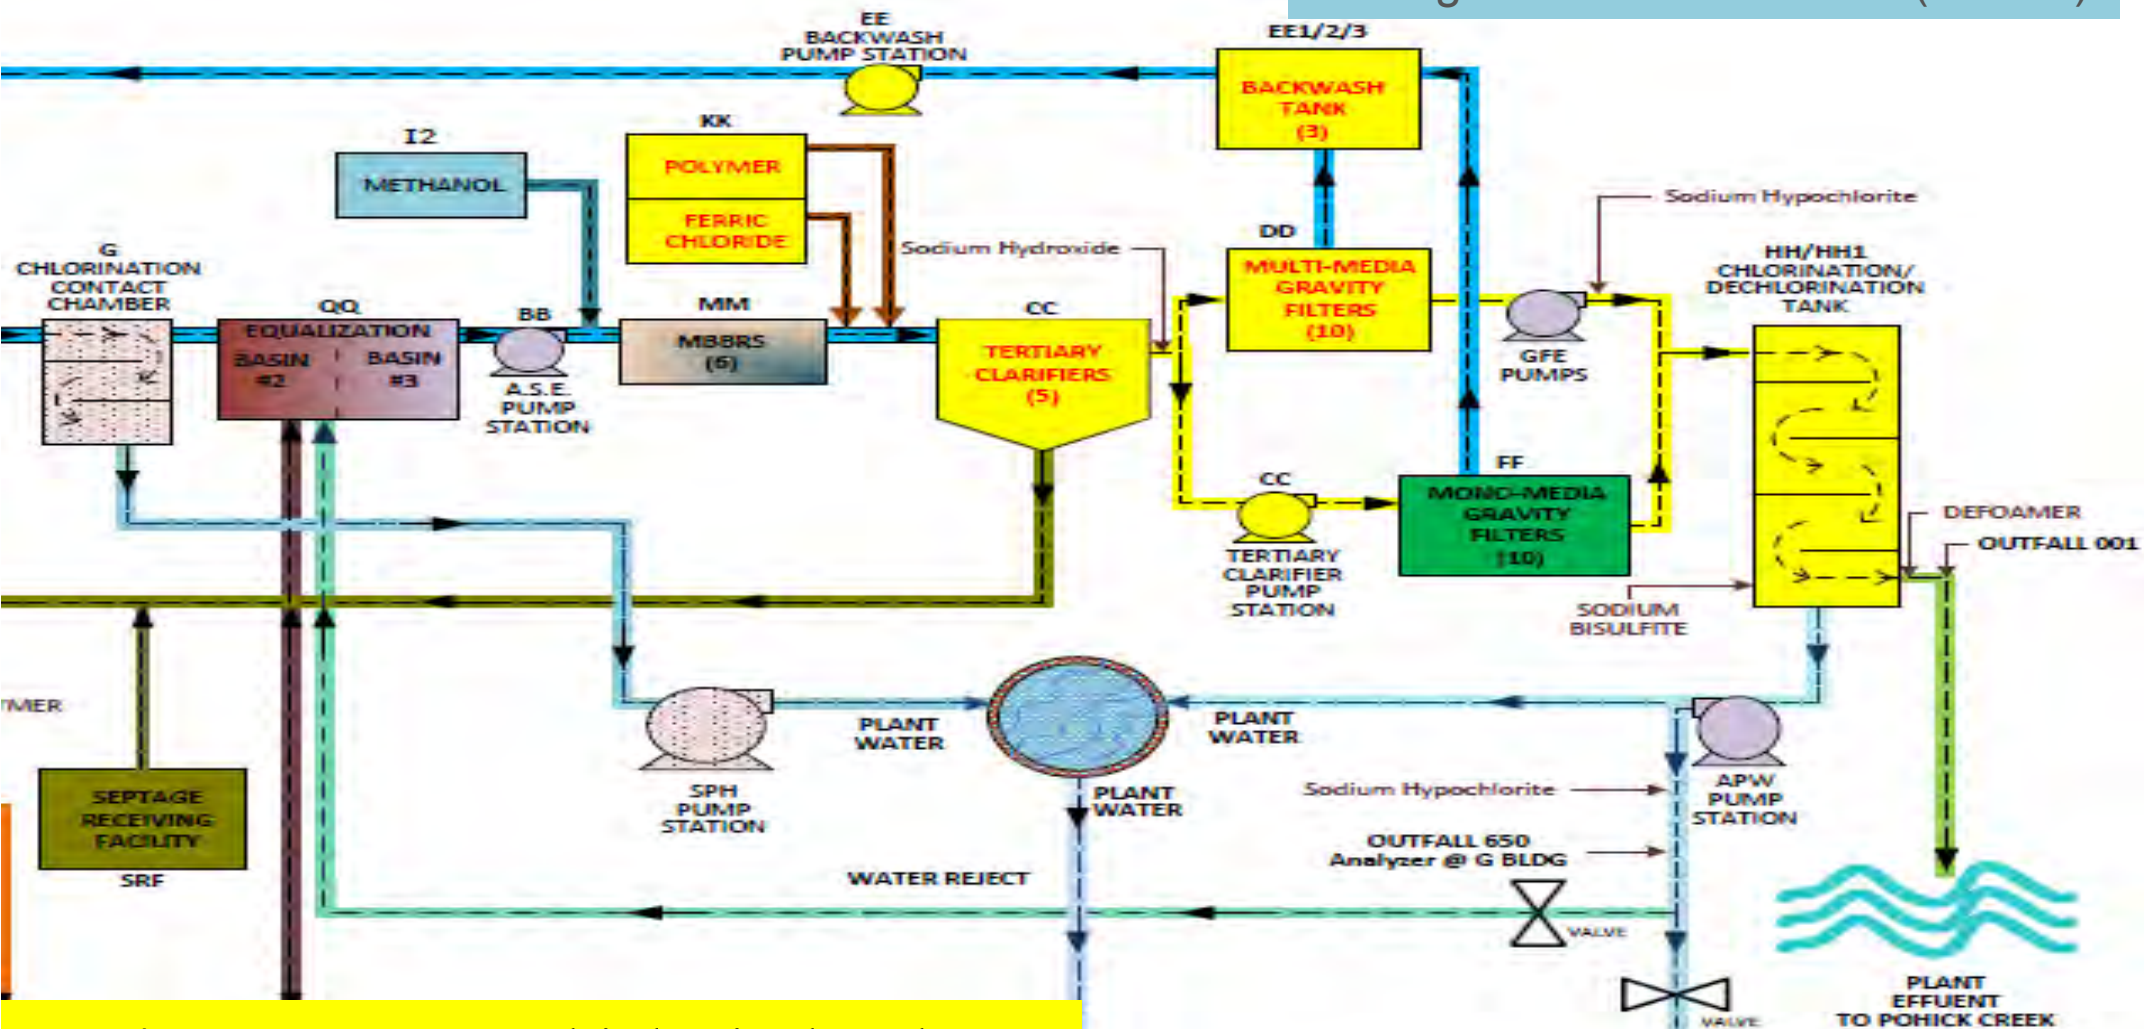 EE
BACKWASH
PUMP STATION
EE1/2/3
BACKWASH
TANK
(3)
I2
METHANOL
KK
POLYMER
FERRIC
CHLORIDE
Sodium Hydroxide
DD
MULTI-MEDIA
GRAVITY
FILTERS
(10)
Sodium Hypochlorite
HH/HH1
CHLORINATION/
DECHLORINATION
TANK
G
CHLORINATION
CONTACT
CHAMBER
QQ
EQUALIZATION
BASIN
#2
BASIN
#3
BB
A.S.E.
PUMP
STATION
MM
MBBRS
(6)
CC
TERTIARY
CLARIFIERS
(5)
GFE
PUMPS
CC
TERTIARY
CLARIFIER
PUMP
STATION
FF
MONO-MEDIA
GRAVITY
FILTERS
(10)
DEFOAMER
OUTFALL 001
SODIUM
BISULFITE
MER
SEPTAGE
RECEIVING
FACILITY
SRF
SPH
PUMP
STATION
PLANT
WATER
PLANT
WATER
PLANT
WATER
APW
PUMP
STATION
Sodium Hypochlorite
OUTFALL 650
Analyzer @ G BLDG
WATER REJECT
VALVE
VALVE
PLANT
EFFUENT
TO POHICK CREEK